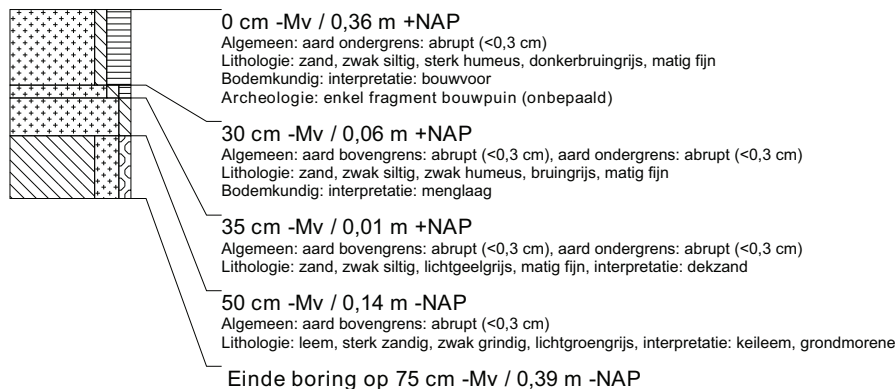 0 cm -Mv / 0,36 m +NAP
Algemeen: aard ondergrens: abrupt (<0,3 cm)
Lithologie: zand, zwak siltig, sterk humeus, donkerbruingrijs, matig fijn
Bodemkundig: interpretatie: bouwvoor
Archeologie: enkel fragment bouwpuin (onbepaald)
30 cm -Mv / 0,06 m +NAP
Algemeen: aard bovengrens: abrupt (<0,3 cm), aard ondergrens: abrupt (<0,3 cm)
Lithologie: zand, zwak siltig, zwak humeus, bruingrijs, matig fijn
Bodemkundig: interpretatie: menglaag
35 cm -Mv / 0,01 m +NAP
Algemeen: aard bovengrens: abrupt (<0,3 cm), aard ondergrens: abrupt (<0,3 cm)
Lithologie: zand, zwak siltig, lichtgeelgrijs, matig fijn, interpretatie: dekzand
50 cm -Mv / 0,14 m -NAP
Algemeen: aard bovengrens: abrupt (<0,3 cm)
Lithologie: leem, sterk zandig, zwak grindig, lichtgroengrijs, interpretatie: keileem, grondmorene
Einde boring op 75 cm -Mv / 0,39 m -NAP